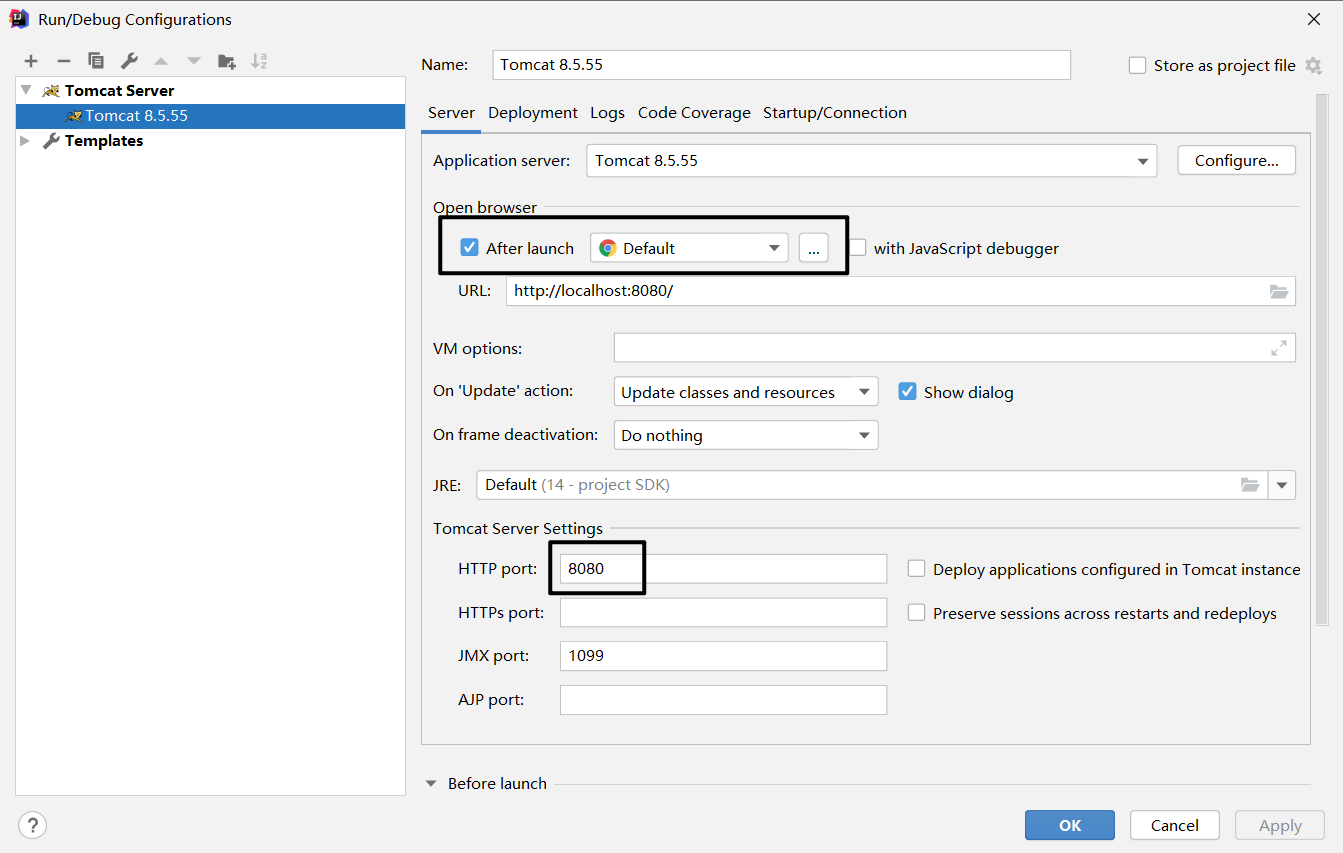 Run/Debug Configurations
Name: Tomcat 8.5.55 Store as project file
Tomcat Server
Tomcat 8.5.55
Templates
Server Deployment Logs Code Coverage Startup/Connection
Application server: Tomcat 8.5.55 Configure...
Open browser
After launch Default ... with JavaScript debugger
URL: http://localhost:8080/
VM options:
On 'Update' action: Update classes and resources Show dialog
On frame deactivation: Do nothing
JRE: Default (14 - project SDK)
Tomcat Server Settings
HTTP port: 8080 Deploy applications configured in Tomcat instance
HTTPs port: Preserve sessions across restarts and redeploys
JMX port: 1099
AJP port:
Before launch
? OK Cancel Apply